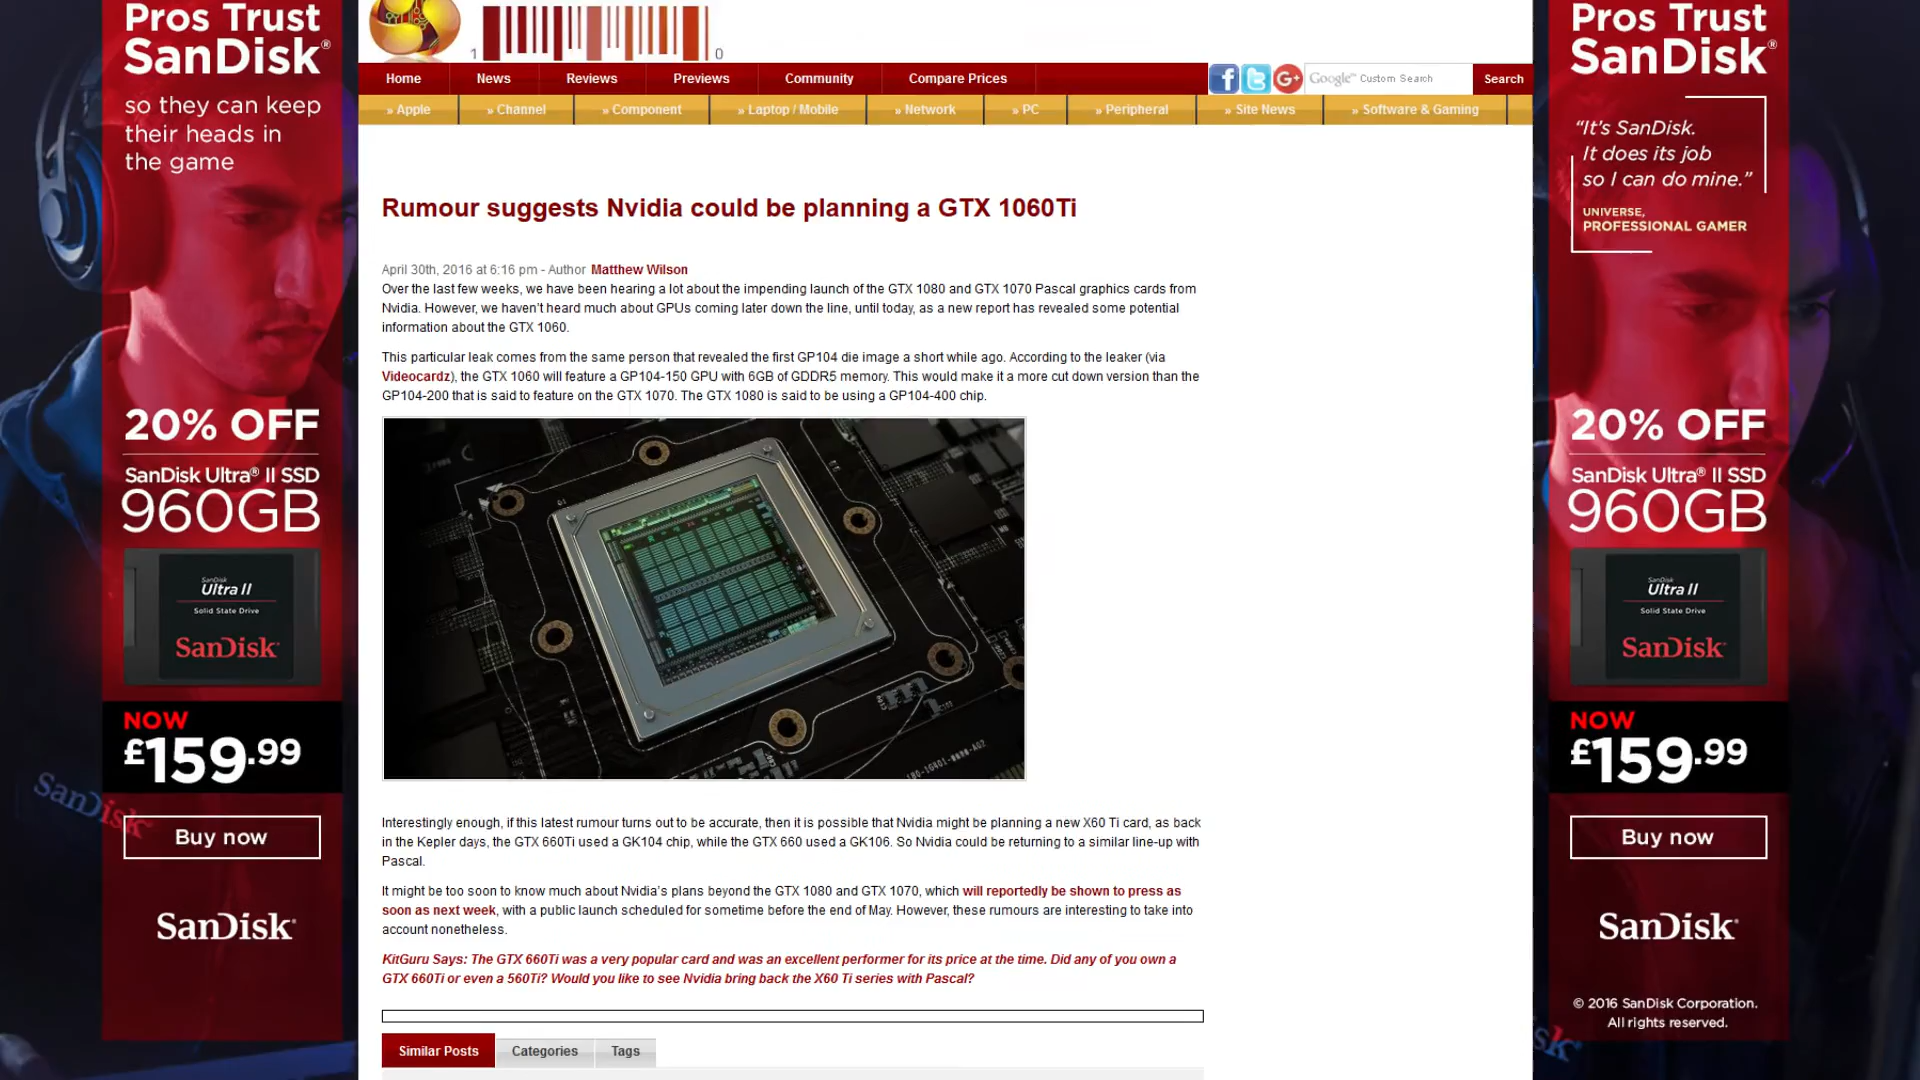 Pros Trust
SanDisk®
so they can keep
their heads in
the game
20% OFF
SanDisk Ultra® II SSD
960GB
SanDisk
Ultra II
Solid State Drive
SanDisk
NOW
£159.99
SanDisk
Buy now
SanDisk
1
0
Home News Reviews Previews Community Compare Prices
Google™ Custom Search Search
» Apple » Channel » Component » Laptop / Mobile » Network » PC » Peripheral » Site News » Software & Gaming
Rumour suggests Nvidia could be planning a GTX 1060Ti
April 30th, 2016 at 6:16 pm - Author Matthew Wilson
Over the last few weeks, we have been hearing a lot about the impending launch of the GTX 1080 and GTX 1070 Pascal graphics cards from
Nvidia. However, we haven't heard much about GPUs coming later down the line, until today, as a new report has revealed some potential
information about the GTX 1060.
This particular leak comes from the same person that revealed the first GP104 die image a short while ago. According to the leaker (via
Videocardz), the GTX 1060 will feature a GP104-150 GPU with 6GB of GDDR5 memory. This would make it a more cut down version than the
GP104-200 that is said to feature on the GTX 1070. The GTX 1080 is said to be using a GP104-400 chip.
Interestingly enough, if this latest rumour turns out to be accurate, then it is possible that Nvidia might be planning a new X60 Ti card, as back
in the Kepler days, the GTX 660Ti used a GK104 chip, while the GTX 660 used a GK106. So Nvidia could be returning to a similar line-up with
Pascal.
It might be too soon to know much about Nvidia's plans beyond the GTX 1080 and GTX 1070, which will reportedly be shown to press as
soon as next week, with a public launch scheduled for sometime before the end of May. However, these rumours are interesting to take into
account nonetheless.
KitGuru Says: The GTX 660Ti was a very popular card and was an excellent performer for its price at the time. Did any of you own a
GTX 660Ti or even a 560Ti? Would you like to see Nvidia bring back the X60 Ti series with Pascal?
Similar Posts Categories Tags
Pros Trust
SanDisk®
"It's SanDisk.
It does its job
so I can do mine."
UNIVERSE,
PROFESSIONAL GAMER
20% OFF
SanDisk Ultra® II SSD
960GB
SanDisk
Ultra II
Solid State Drive
SanDisk
NOW
£159.99
Buy now
SanDisk
© 2016 SanDisk Corporation.
All rights reserved.